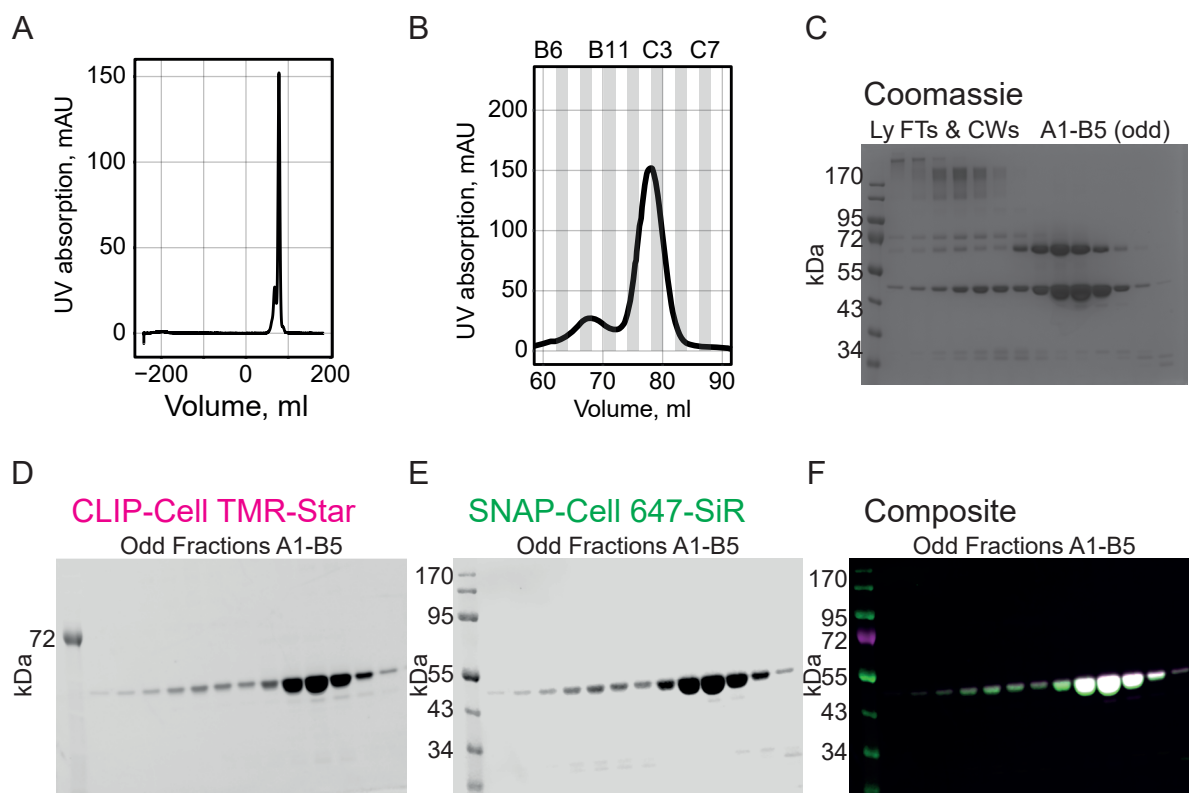 A
UV absorption, mAU
150
100
50
0
−200
0
200
Volume, ml
B
B6 B11 C3 C7
UV absorption, mAU
200
150
100
50
0
60 70 80 90
Volume, ml
C
Coomassie
Ly FTs & CWs A1-B5 (odd)
kDa
170
95
72
55
43
34
D
CLIP-Cell TMR-Star
Odd Fractions A1-B5
72
kDa
E
SNAP-Cell 647-SiR
Odd Fractions A1-B5
kDa
170
95
55
43
34
F
Composite
Odd Fractions A1-B5
kDa
170
95
72
55
43
34